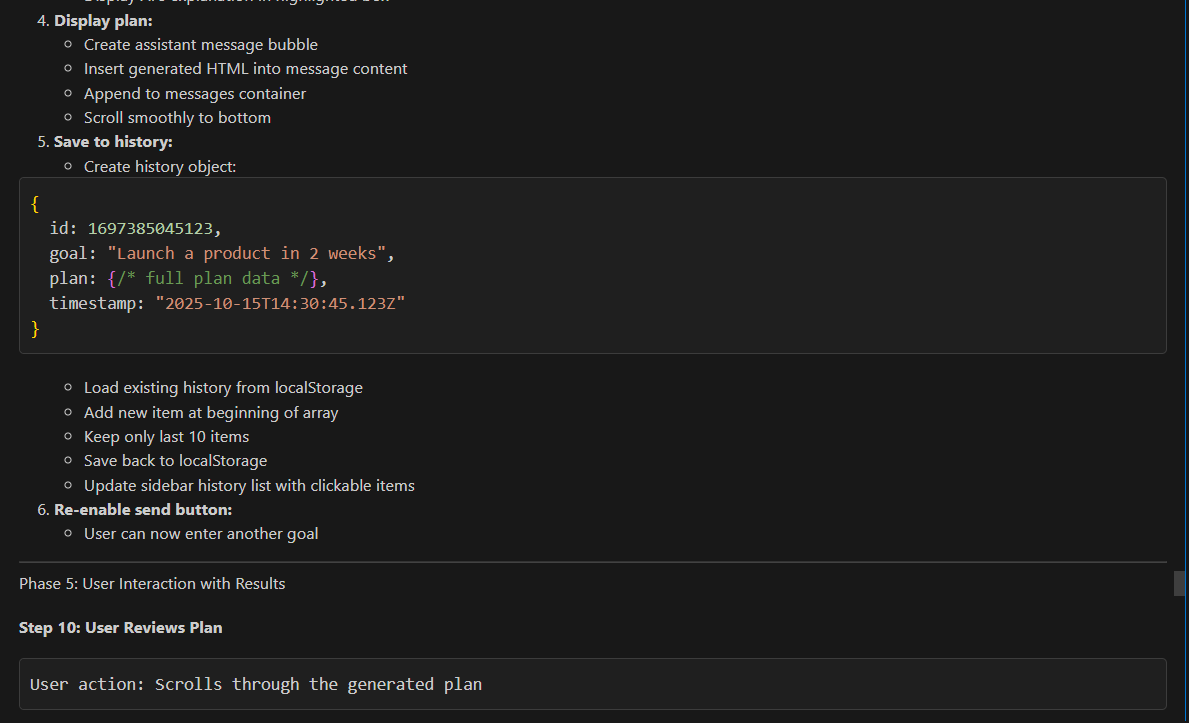 4. Display plan:
Create assistant message bubble
Insert generated HTML into message content
Append to messages container
Scroll smoothly to bottom
5. Save to history:
Create history object:
{
id: 1697385045123,
goal: "Launch a product in 2 weeks",
plan: {/* full plan data */},
timestamp: "2025-10-15T14:30:45.123Z"
}
Load existing history from localStorage
Add new item at beginning of array
Keep only last 10 items
Save back to localStorage
Update sidebar history list with clickable items
6. Re-enable send button:
User can now enter another goal
Phase 5: User Interaction with Results
Step 10: User Reviews Plan
User action: Scrolls through the generated plan